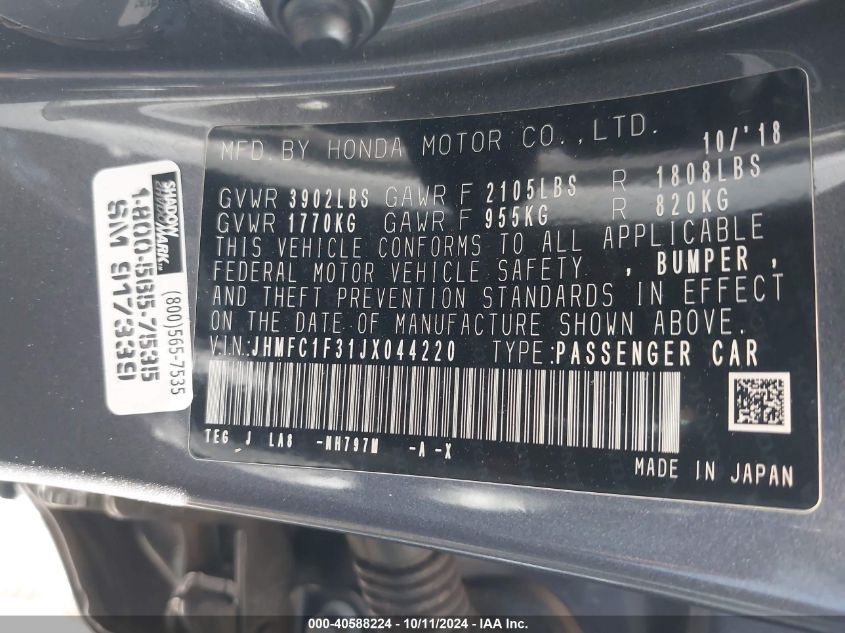 MFD.BY HONDA MOTOR CO.,LTD. 10/'18
GVWR 3902LBS GAWR F 2105LBS R 1808LBS
GVWR 1770KG GAWR F 955KG R 820KG
THIS VEHICLE CONFORMS TO ALL APPLICABLE
FEDERAL MOTOR VEHICLE SAFETY , BUMPER ,
AND THEFT PREVENTION STANDARDS IN EFFECT
ON THE DATE OF MANUFACTURE SHOWN ABOVE.
V.I.N.:JHMFC1F31JX044220 TYPE:PASSENGER CAR
TEG J LA8 -NH797M -A -X
MADE IN JAPAN
SHADOW
MARK
1-800-565-7535
SM 917339
(800)565-7535
000-40588224 - 10/11/2024 - IAA Inc.